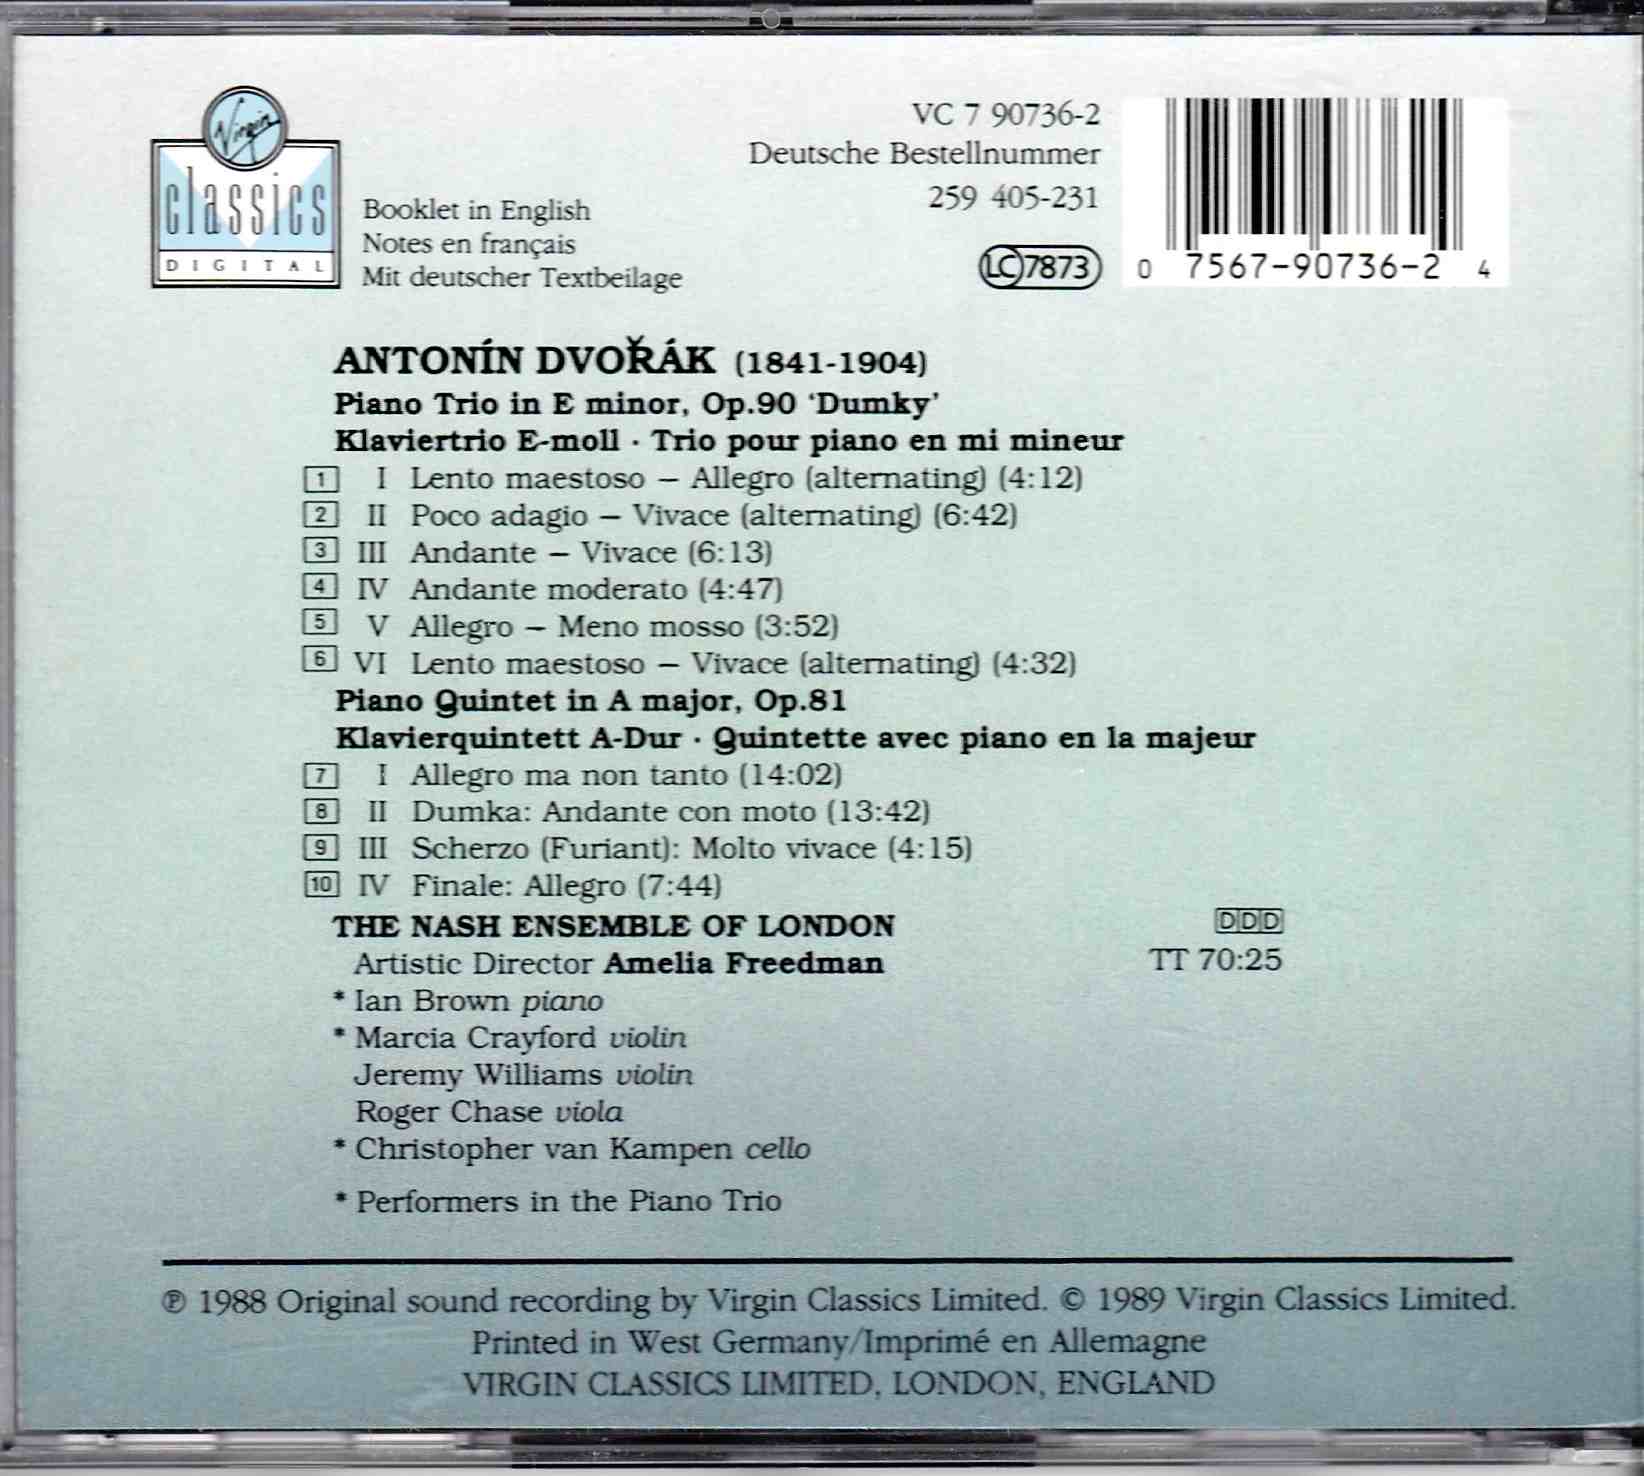 Virgin
classics
DIGITAL
Booklet in English
Notes en français
Mit deutscher Textbeilage
VC 7 90736-2
Deutsche Bestellnummer
259 405-231
LC 7873
0 7567-90736-2 4
ANTONÍN DVOŘÁK (1841-1904)
Piano Trio in E minor, Op.90 ‘Dumky’
Klaviertrio E-moll · Trio pour piano en mi mineur
1 I Lento maestoso – Allegro (alternating) (4:12)
2 II Poco adagio – Vivace (alternating) (6:42)
3 III Andante – Vivace (6:13)
4 IV Andante moderato (4:47)
5 V Allegro – Meno mosso (3:52)
6 VI Lento maestoso – Vivace (alternating) (4:32)
Piano Quintet in A major, Op.81
Klavierquintett A-Dur · Quintette avec piano en la majeur
7 I Allegro ma non tanto (14:02)
8 II Dumka: Andante con moto (13:42)
9 III Scherzo (Furiant): Molto vivace (4:15)
10 IV Finale: Allegro (7:44)
THE NASH ENSEMBLE OF LONDON
DDD
Artistic Director Amelia Freedman
TT 70:25
* Ian Brown piano
* Marcia Crayford violin
Jeremy Williams violin
Roger Chase viola
* Christopher van Kampen cello
* Performers in the Piano Trio
℗ 1988 Original sound recording by Virgin Classics Limited. © 1989 Virgin Classics Limited.
Printed in West Germany/Imprimé en Allemagne
VIRGIN CLASSICS LIMITED, LONDON, ENGLAND